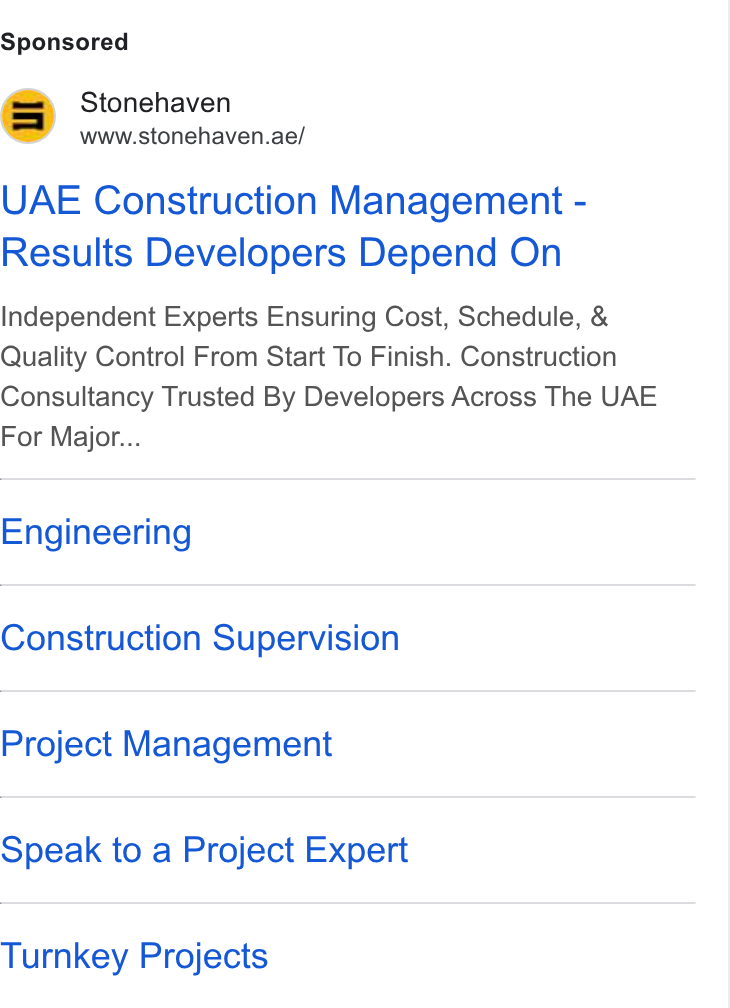 Sponsored
Stonehaven
www.stonehaven.ae/
UAE Construction Management -
Results Developers Depend On
Independent Experts Ensuring Cost, Schedule, &
Quality Control From Start To Finish. Construction
Consultancy Trusted By Developers Across The UAE
For Major...
Engineering
Construction Supervision
Project Management
Speak to a Project Expert
Turnkey Projects